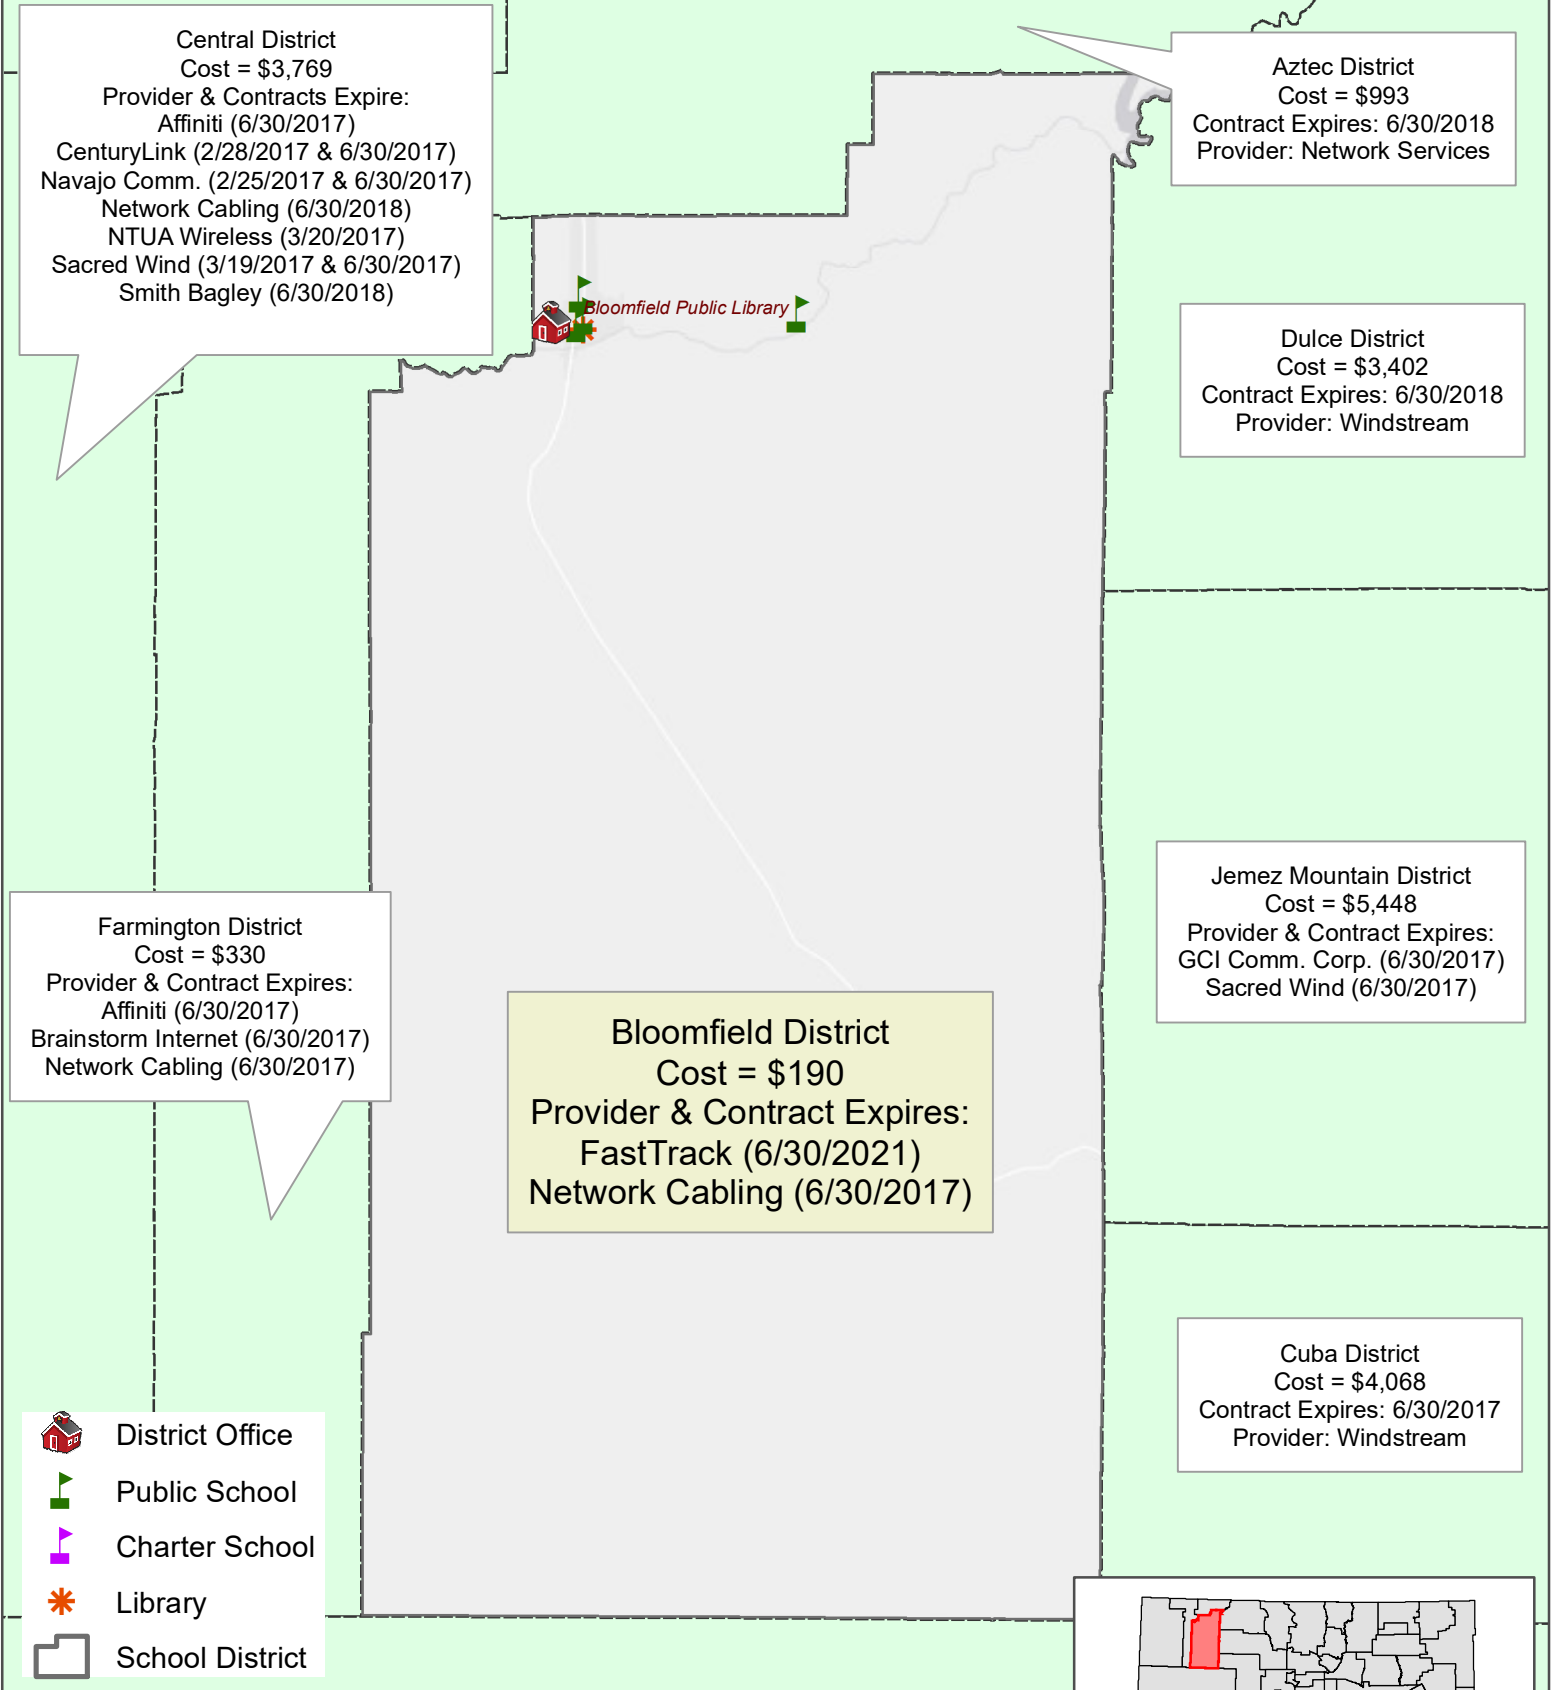 Central District
Cost = $3,769
Provider & Contracts Expire:
Affiniti (6/30/2017)
CenturyLink (2/28/2017 & 6/30/2017)
Navajo Comm. (2/25/2017 & 6/30/2017)
Network Cabling (6/30/2018)
NTUA Wireless (3/20/2017)
Sacred Wind (3/19/2017 & 6/30/2017)
Smith Bagley (6/30/2018)
Aztec District
Cost = $993
Contract Expires: 6/30/2018
Provider: Network Services
Bloomfield Public Library
Dulce District
Cost = $3,402
Contract Expires: 6/30/2018
Provider: Windstream
Jemez Mountain District
Cost = $5,448
Provider & Contract Expires:
GCI Comm. Corp. (6/30/2017)
Sacred Wind (6/30/2017)
Farmington District
Cost = $330
Provider & Contract Expires:
Affiniti (6/30/2017)
Brainstorm Internet (6/30/2017)
Network Cabling (6/30/2017)
Bloomfield District
Cost = $190
Provider & Contract Expires:
FastTrack (6/30/2021)
Network Cabling (6/30/2017)
Cuba District
Cost = $4,068
Contract Expires: 6/30/2017
Provider: Windstream
District Office
Public School
Charter School
Library
School District